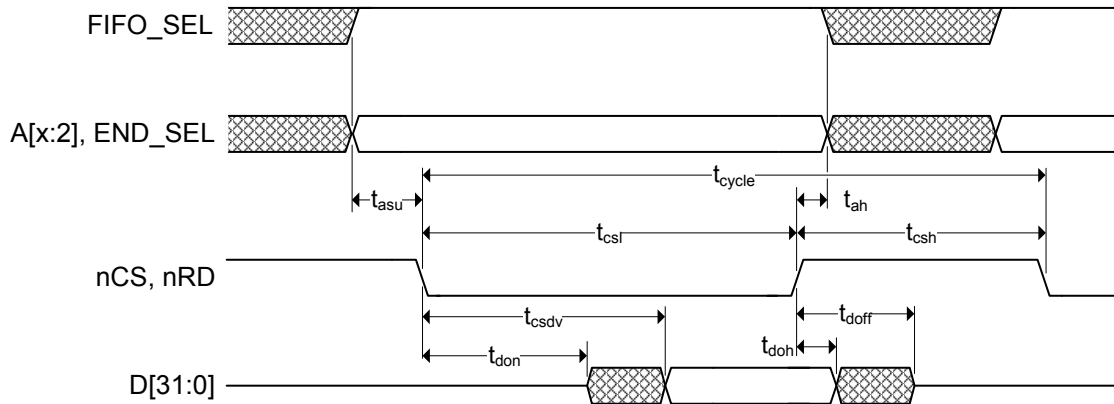 FIFO_SEL
A[x:2], END_SEL
tcycle
tasu
tah
tcsl
tcsh
nCS, nRD
tcsdv
tdoff
tdon
tdoh
D[31:0]